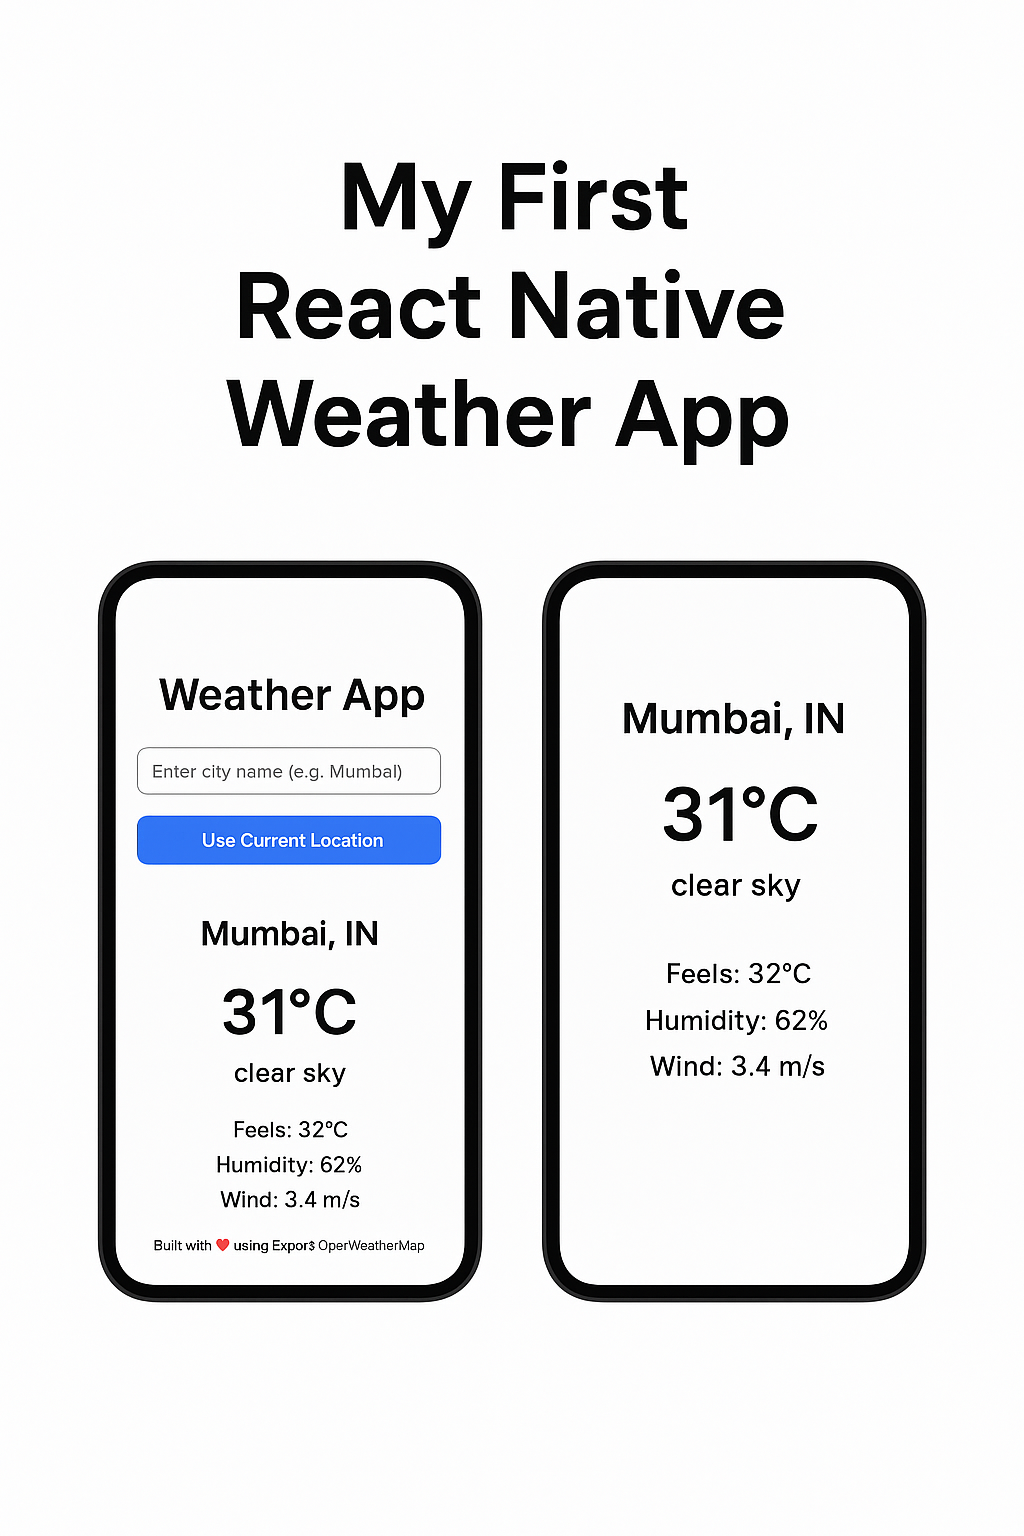 My First
React Native
Weather App
Weather App
Enter city name (e.g. Mumbal)
Use Current Location
Mumbai, IN
31°C
clear sky
Feels: 32°C
Humidity: 62%
Wind: 3.4 m/s
Built with ❤️ using Expor$ OperWeatherMap
Mumbai, IN
31°C
clear sky
Feels: 32°C
Humidity: 62%
Wind: 3.4 m/s